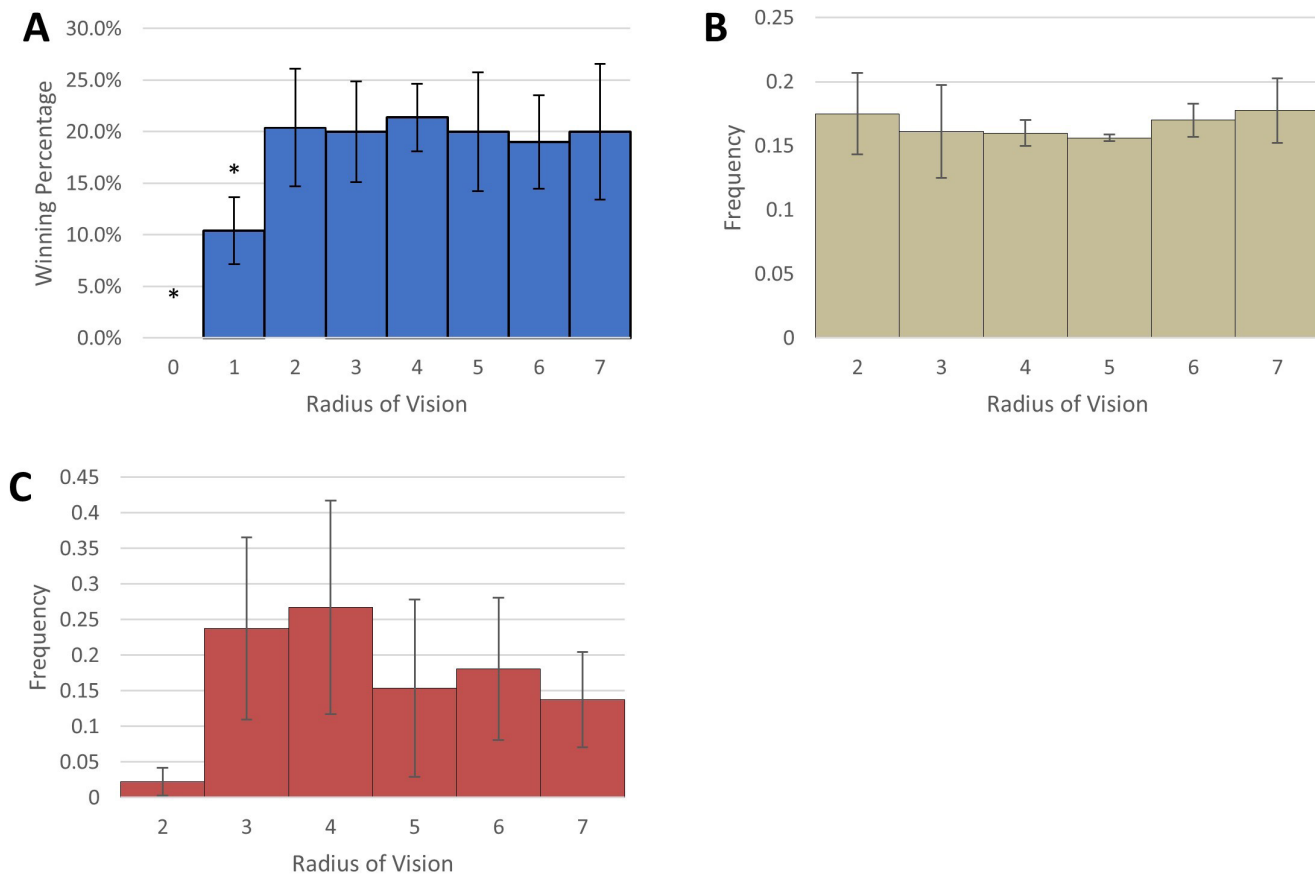 A
Winning Percentage
30.0%
25.0%
20.0%
15.0%
10.0%
5.0%
0.0%
*
*
0 1 2 3 4 5 6 7
Radius of Vision
B
Frequency
0.25
0.2
0.15
0.1
0.05
0
2 3 4 5 6 7
Radius of Vision
C
Frequency
0.45
0.4
0.35
0.3
0.25
0.2
0.15
0.1
0.05
0
2 3 4 5 6 7
Radius of Vision